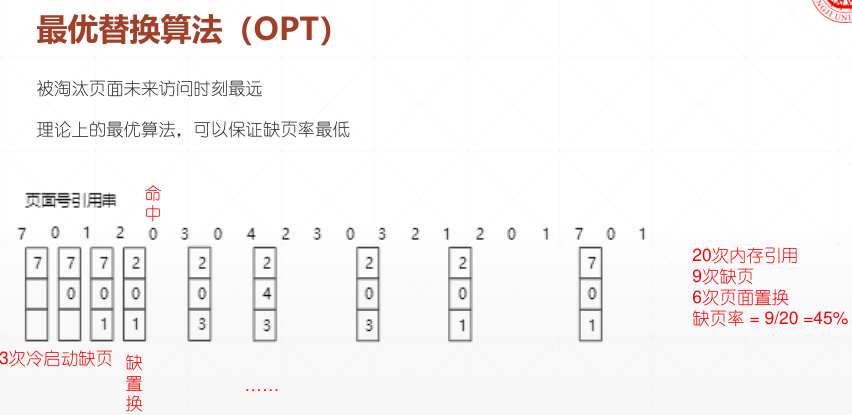 最优替换算法（OPT）
被淘汰页面未来访问时刻最远
理论上的最优算法，可以保证缺页率最低
命中
页面号引用串
7 0 1 2 0 3 0 4 2 3 0 3 2 1 2 0 1 7 0 1
7 7 7 2 2 2 2 2 7
0 0 0 0 4 0 0 0
1 1 3 3 3 1 1
20次内存引用
9次缺页
6次页面置换
缺页率 = 9/20 =45%
3次冷启动缺页
缺
置
换
……